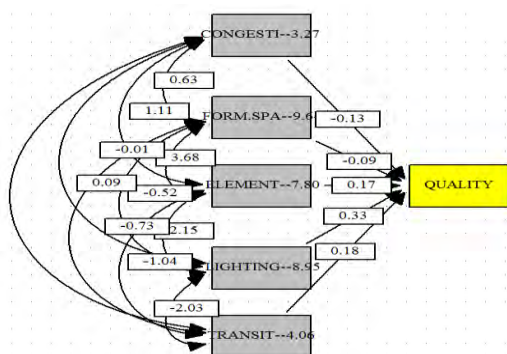 CONGESTI--3.27
0.63
1.11
-0.13
FORM.SPA--9.6
-0.01
3.68
-0.09
0.09
-0.52
ELEMENT--7.80
0.17
QUALITY
-0.73
2.15
0.33
-1.04
LIGHTING--8.95
0.18
-2.03
TRANSIT--4.06